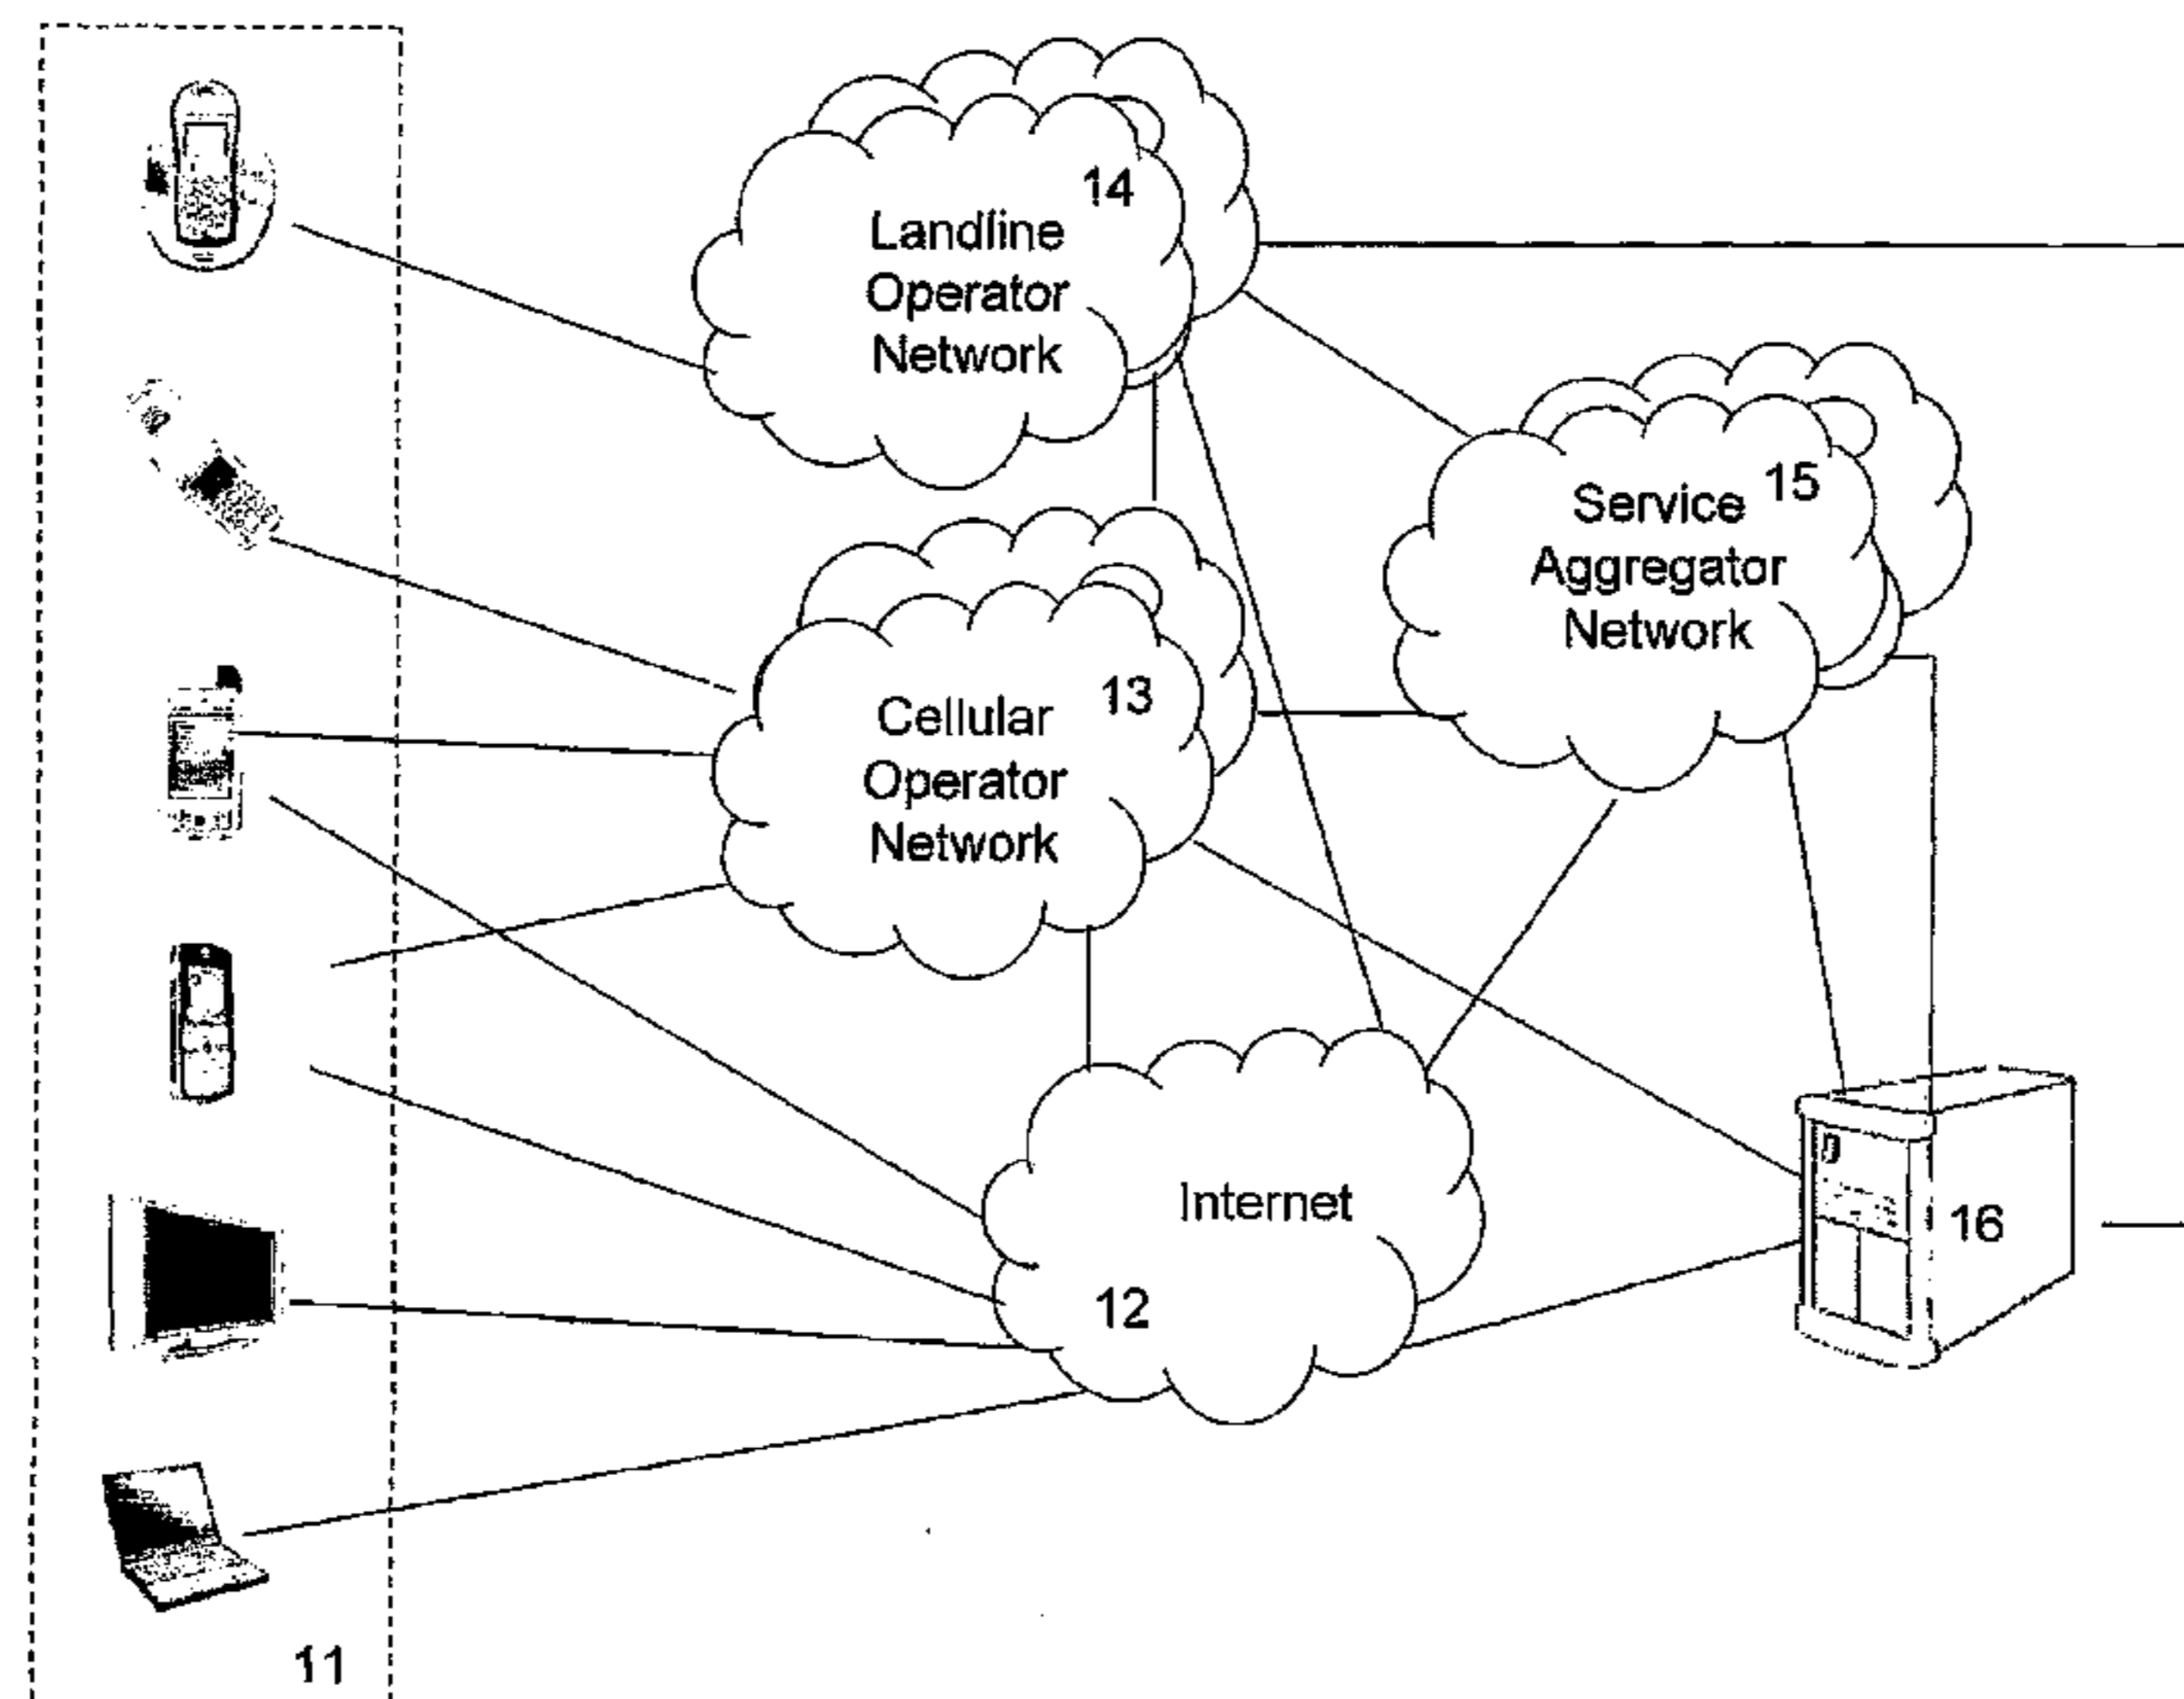 14
Landline
Operator
Network
15
Service
Aggregator
Network
13
Cellular
Operator
Network
Internet
12
16
11